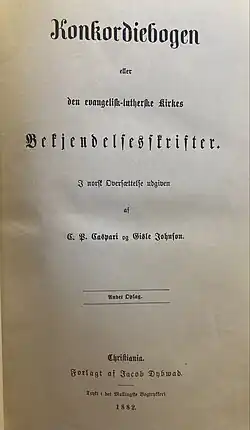 Konkordiebogen
eller
den evangelisk-lutherske Kirkes
Bekjendelsesskrifter.
I norsk Oversættelse udgiven
af
C. P. Caspari og Gisle Johnson.
Andet Oplag.
Christiania.
Forlagt af Jacob Dybwad.
Trykt i det Mallingske Bogtrykkeri
1882.